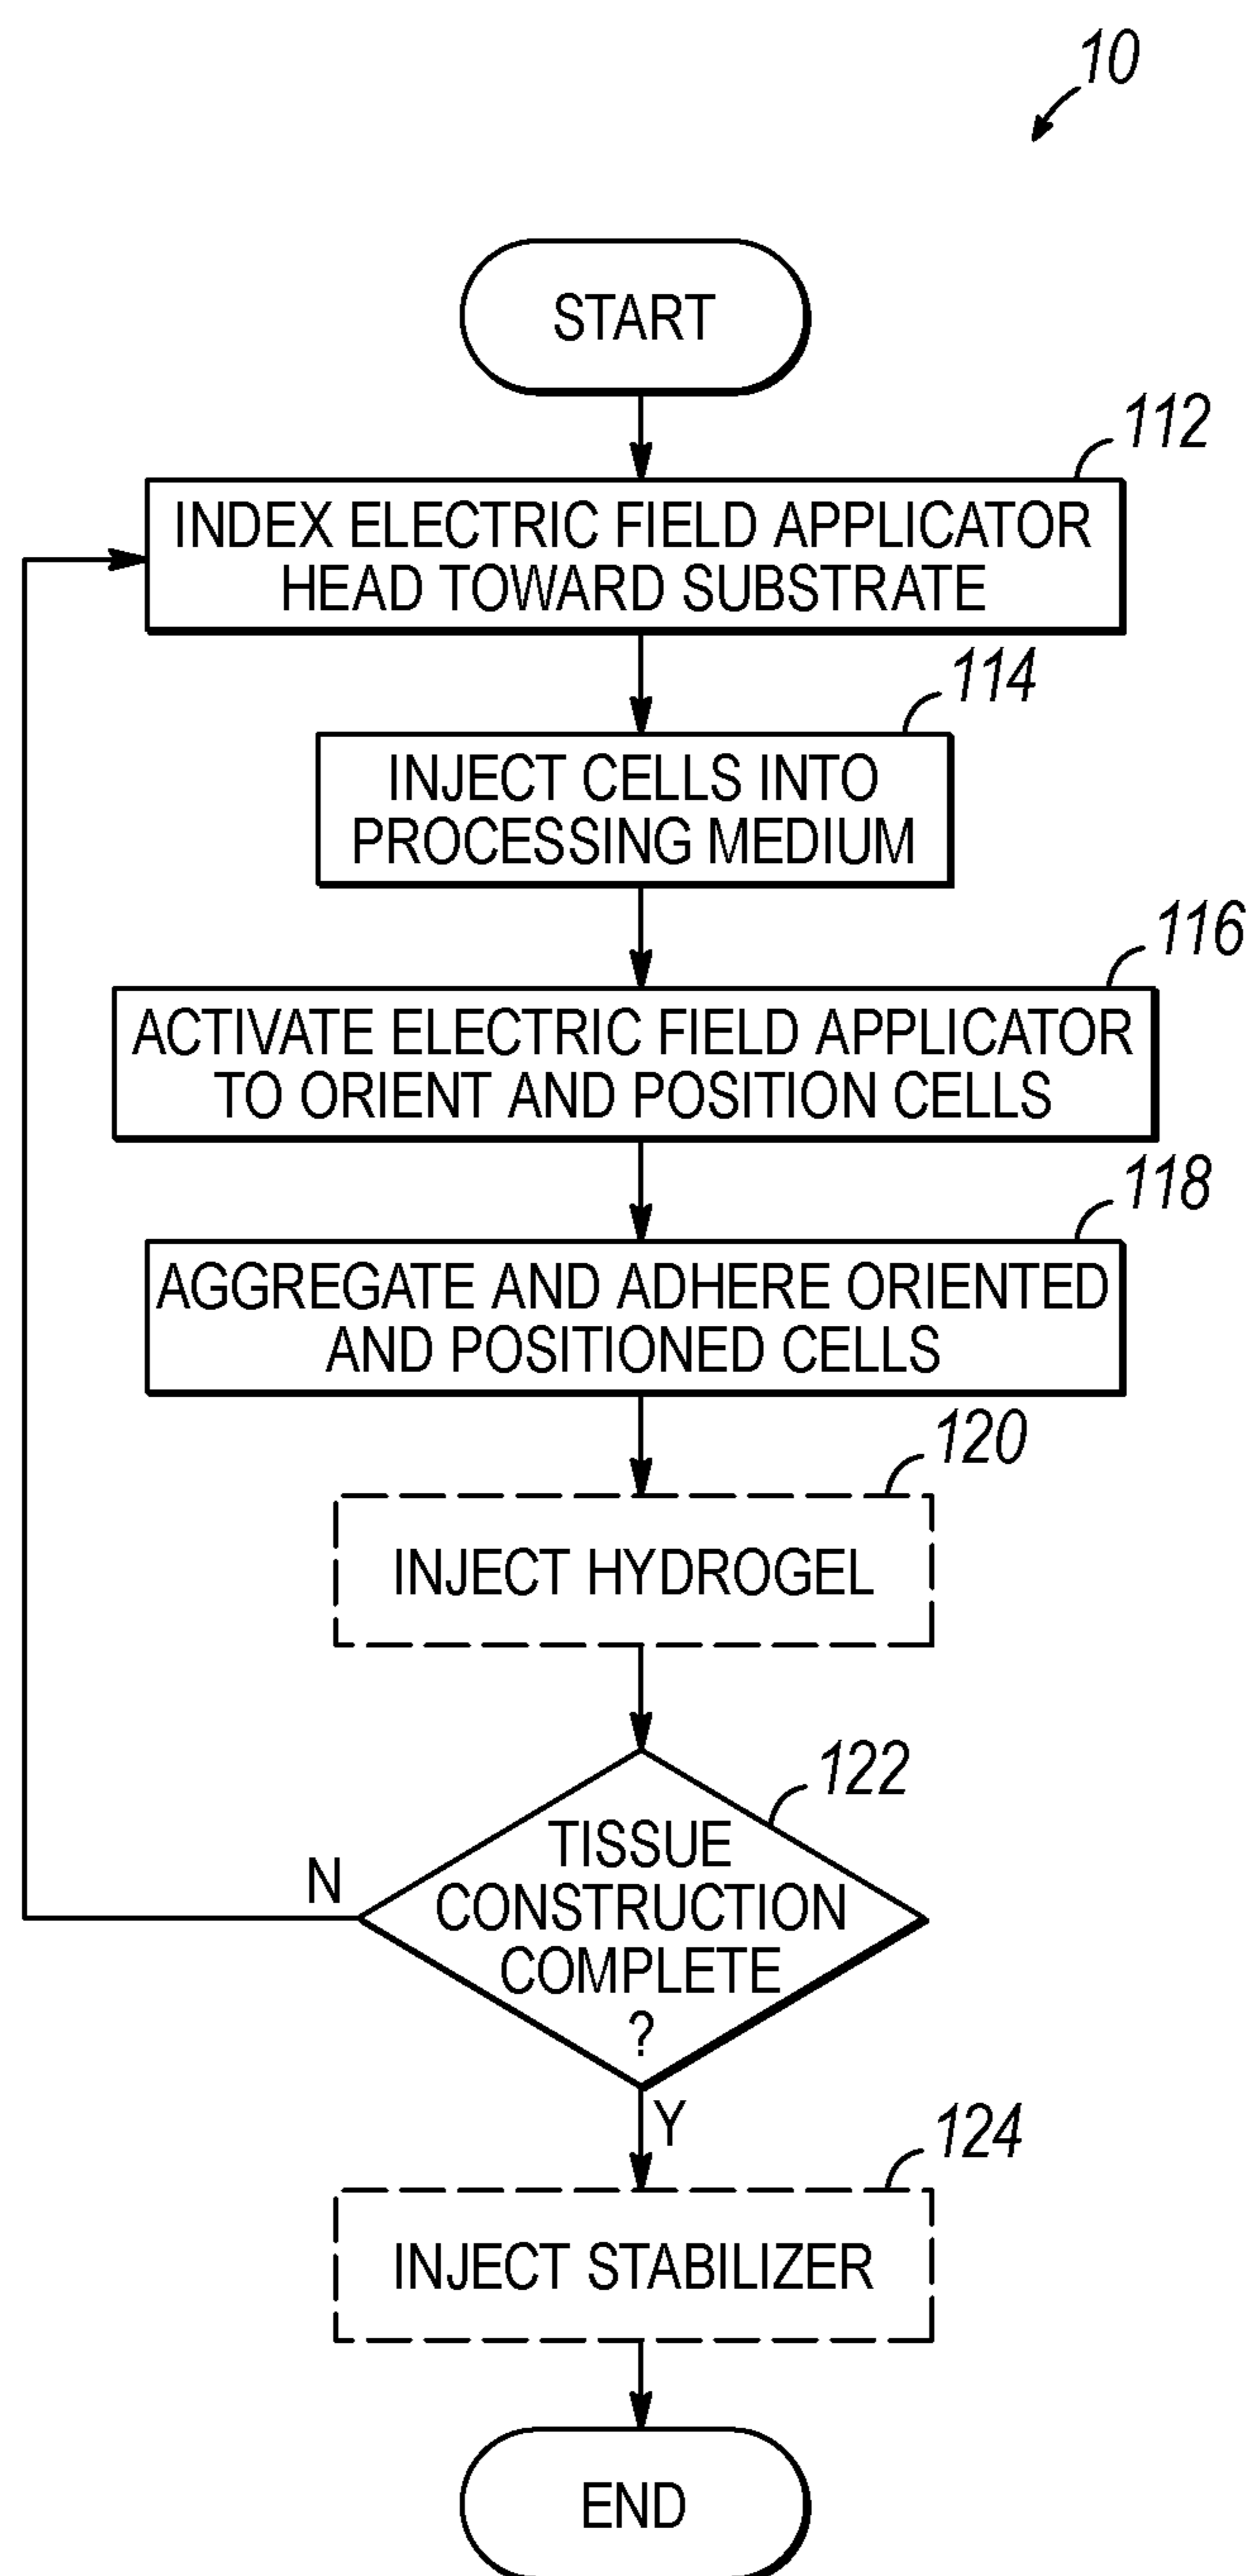 10
START
112
INDEX ELECTRIC FIELD APPLICATOR
HEAD TOWARD SUBSTRATE
114
INJECT CELLS INTO
PROCESSING MEDIUM
116
ACTIVATE ELECTRIC FIELD APPLICATOR
TO ORIENT AND POSITION CELLS
118
AGGREGATE AND ADHERE ORIENTED
AND POSITIONED CELLS
120
INJECT HYDROGEL
122
TISSUE
CONSTRUCTION
COMPLETE
?
N
Y
124
INJECT STABILIZER
END